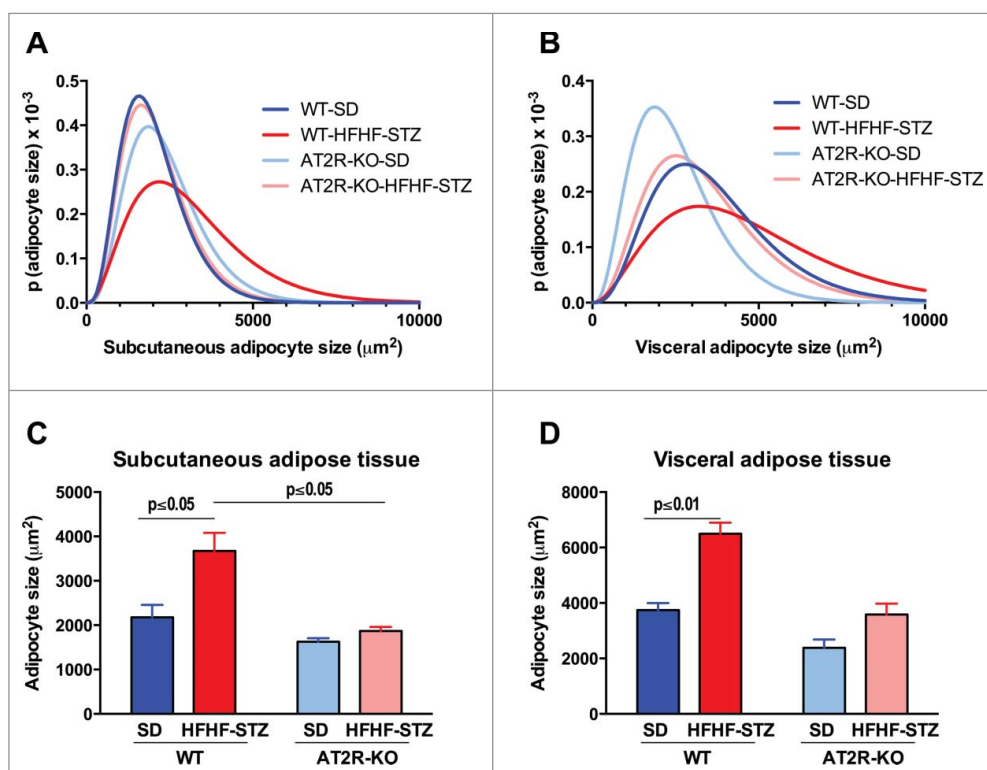 A
p (adipocyte size) x 10-3
0.5
0.4
0.3
0.2
0.1
0.0
0
5000
10000
WT-SD
WT-HFHF-STZ
AT2R-KO-SD
AT2R-KO-HFHF-STZ
Subcutaneous adipocyte size (μm2)
B
p (adipocyte size) x 10-3
0.4
0.3
0.2
0.1
0.0
0
5000
10000
WT-SD
WT-HFHF-STZ
AT2R-KO-SD
AT2R-KO-HFHF-STZ
Visceral adipocyte size (μm2)
C
Subcutaneous adipose tissue
Adipocyte size (μm2)
5000
4000
3000
2000
1000
0
p≤0.05
p≤0.05
SD HFHF-STZ SD HFHF-STZ
WT AT2R-KO
D
Visceral adipose tissue
Adipocyte size (μm2)
8000
6000
4000
2000
0
p≤0.01
SD HFHF-STZ SD HFHF-STZ
WT AT2R-KO